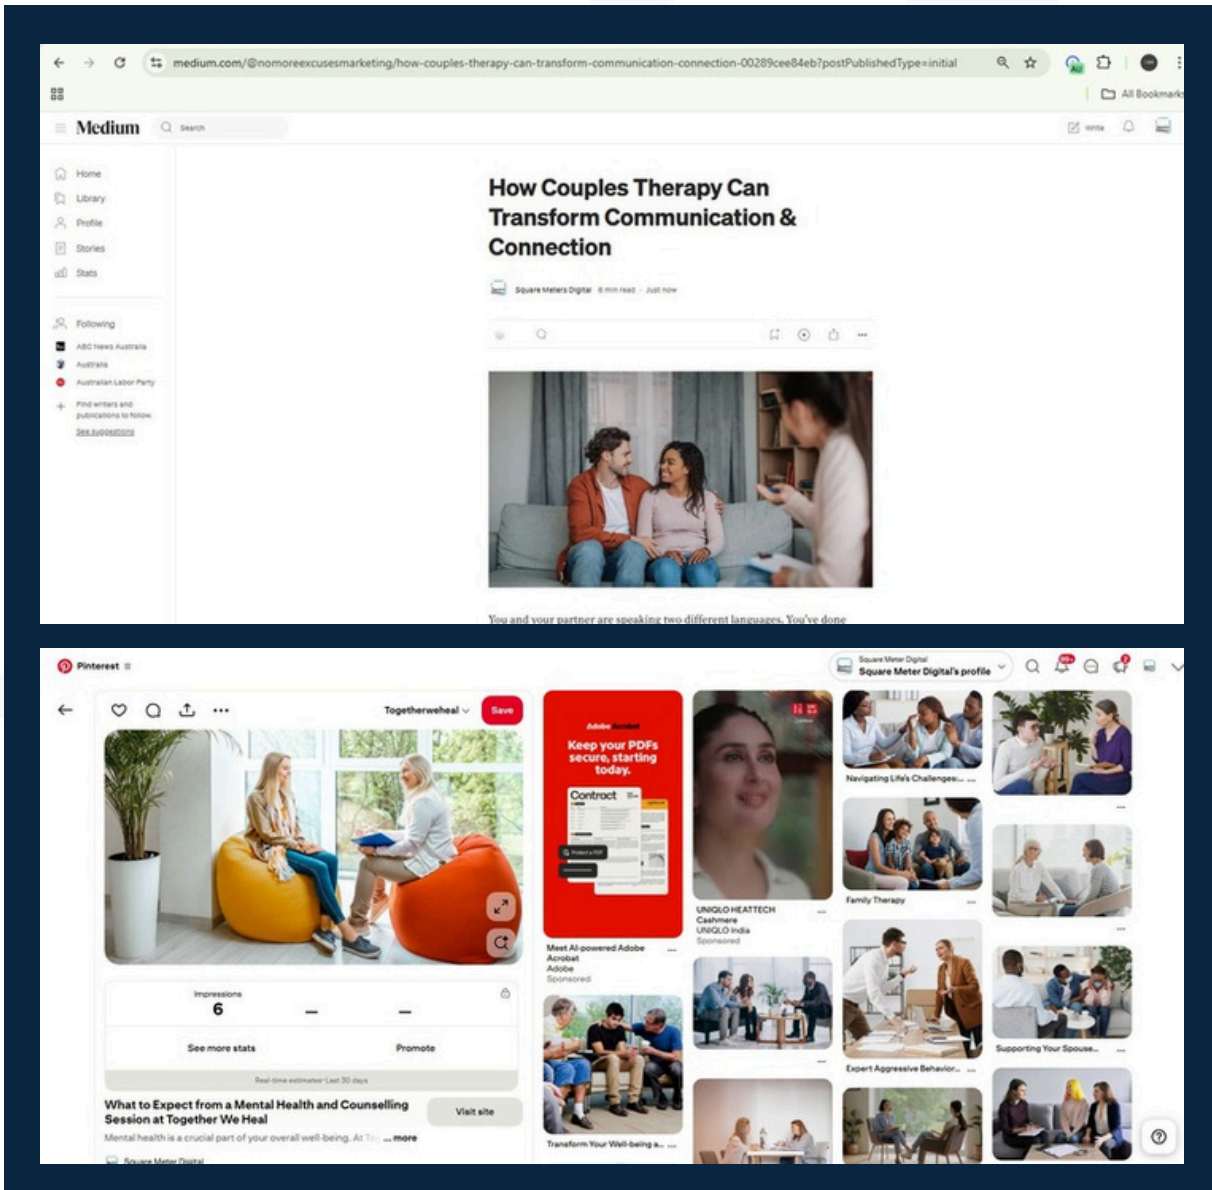 medium.com/@nomoreexcusesmarketing/how-couples-therapy-can-transform-communication-connection-00289cee84eb?postPublishedType=initial
All Bookmarks
Medium
Search
Write
Home
Library
Profile
Stories
Stats
Following
ABC News Australia
Australia
Australian Labor Party
Find writers and
publications to follow.
See suggestions
How Couples Therapy Can
Transform Communication &
Connection
Square Meters Digital 6 min read · Just now
You and your partner are speaking two different languages. You've done
Pinterest
Square Meter Digital
Square Meter Digital's profile
99+
Togetherweheal
Save
Impressions
6
See more stats
Promote
Real-time estimates·Last 30 days
What to Expect from a Mental Health and Counselling
Session at Together We Heal
Visit site
Mental health is a crucial part of your overall well-being. At To ... more
Square Meter Digital
Adobe Acrobat
Keep your PDFs
secure, starting
today.
Contract
Protect a PDF
Meet AI-powered Adobe
Acrobat
Adobe
Sponsored
Transform Your Well-being a...
UNIQLO HEATTECH
Cashmere
UNIQLO India
Sponsored
Navigating Life's Challenges:...
Family Therapy
Expert Aggressive Behavior...
Supporting Your Spouse...